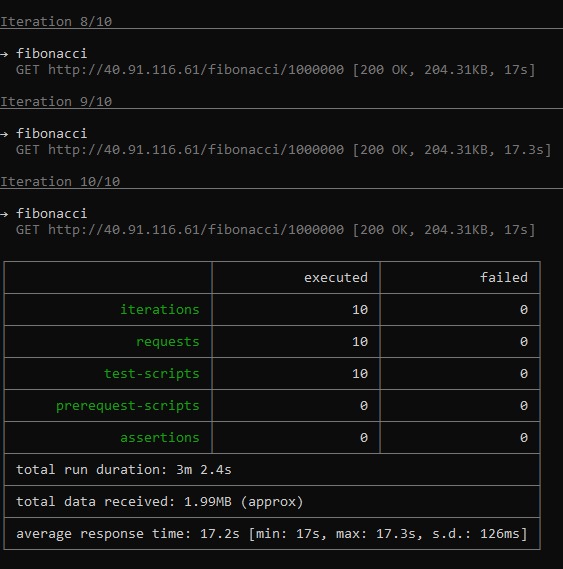 Iteration 8/10
→ fibonacci
GET http://40.91.116.61/fibonacci/1000000 [200 OK, 204.31KB, 17s]
Iteration 9/10
→ fibonacci
GET http://40.91.116.61/fibonacci/1000000 [200 OK, 204.31KB, 17.3s]
Iteration 10/10
→ fibonacci
GET http://40.91.116.61/fibonacci/1000000 [200 OK, 204.31KB, 17s]
executed failed
iterations 10 0
requests 10 0
test-scripts 10 0
prerequest-scripts 0 0
assertions 0 0
total run duration: 3m 2.4s
total data received: 1.99MB (approx)
average response time: 17.2s [min: 17s, max: 17.3s, s.d.: 126ms]